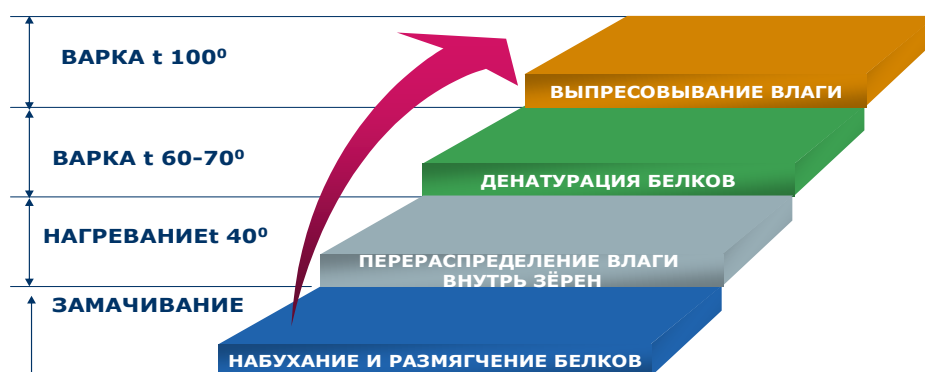 ВАРКА t 100⁰
ВЫПРЕСОВЫВАНИЕ ВЛАГИ
ВАРКА t 60-70⁰
ДЕНАТУРАЦИЯ БЕЛКОВ
НАГРЕВАНИЕt 40⁰
ПЕРЕРАСПРЕДЕЛЕНИЕ ВЛАГИ
ВНУТРЬ ЗЁРЕН
ЗАМАЧИВАНИЕ
НАБУХАНИЕ И РАЗМЯГЧЕНИЕ БЕЛКОВ